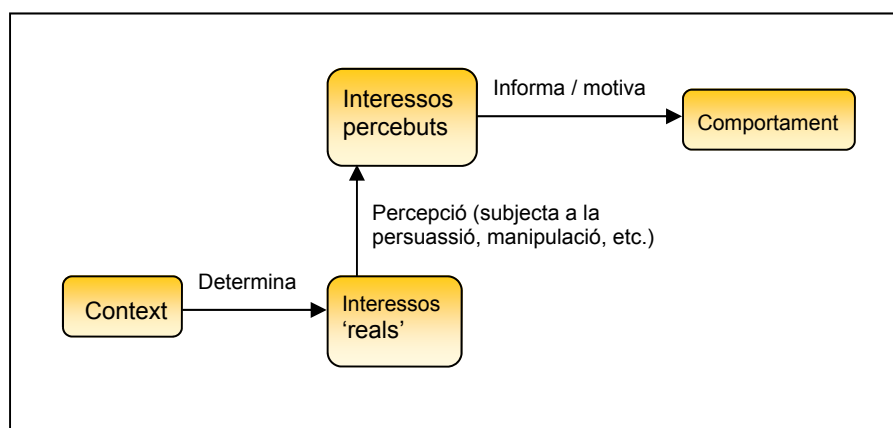 Interessos
percebuts
Informa / motiva
Comportament
Percepció (subjecta a la
persuassió, manipulació, etc.)
Context
Determina
Interessos
‘reals’